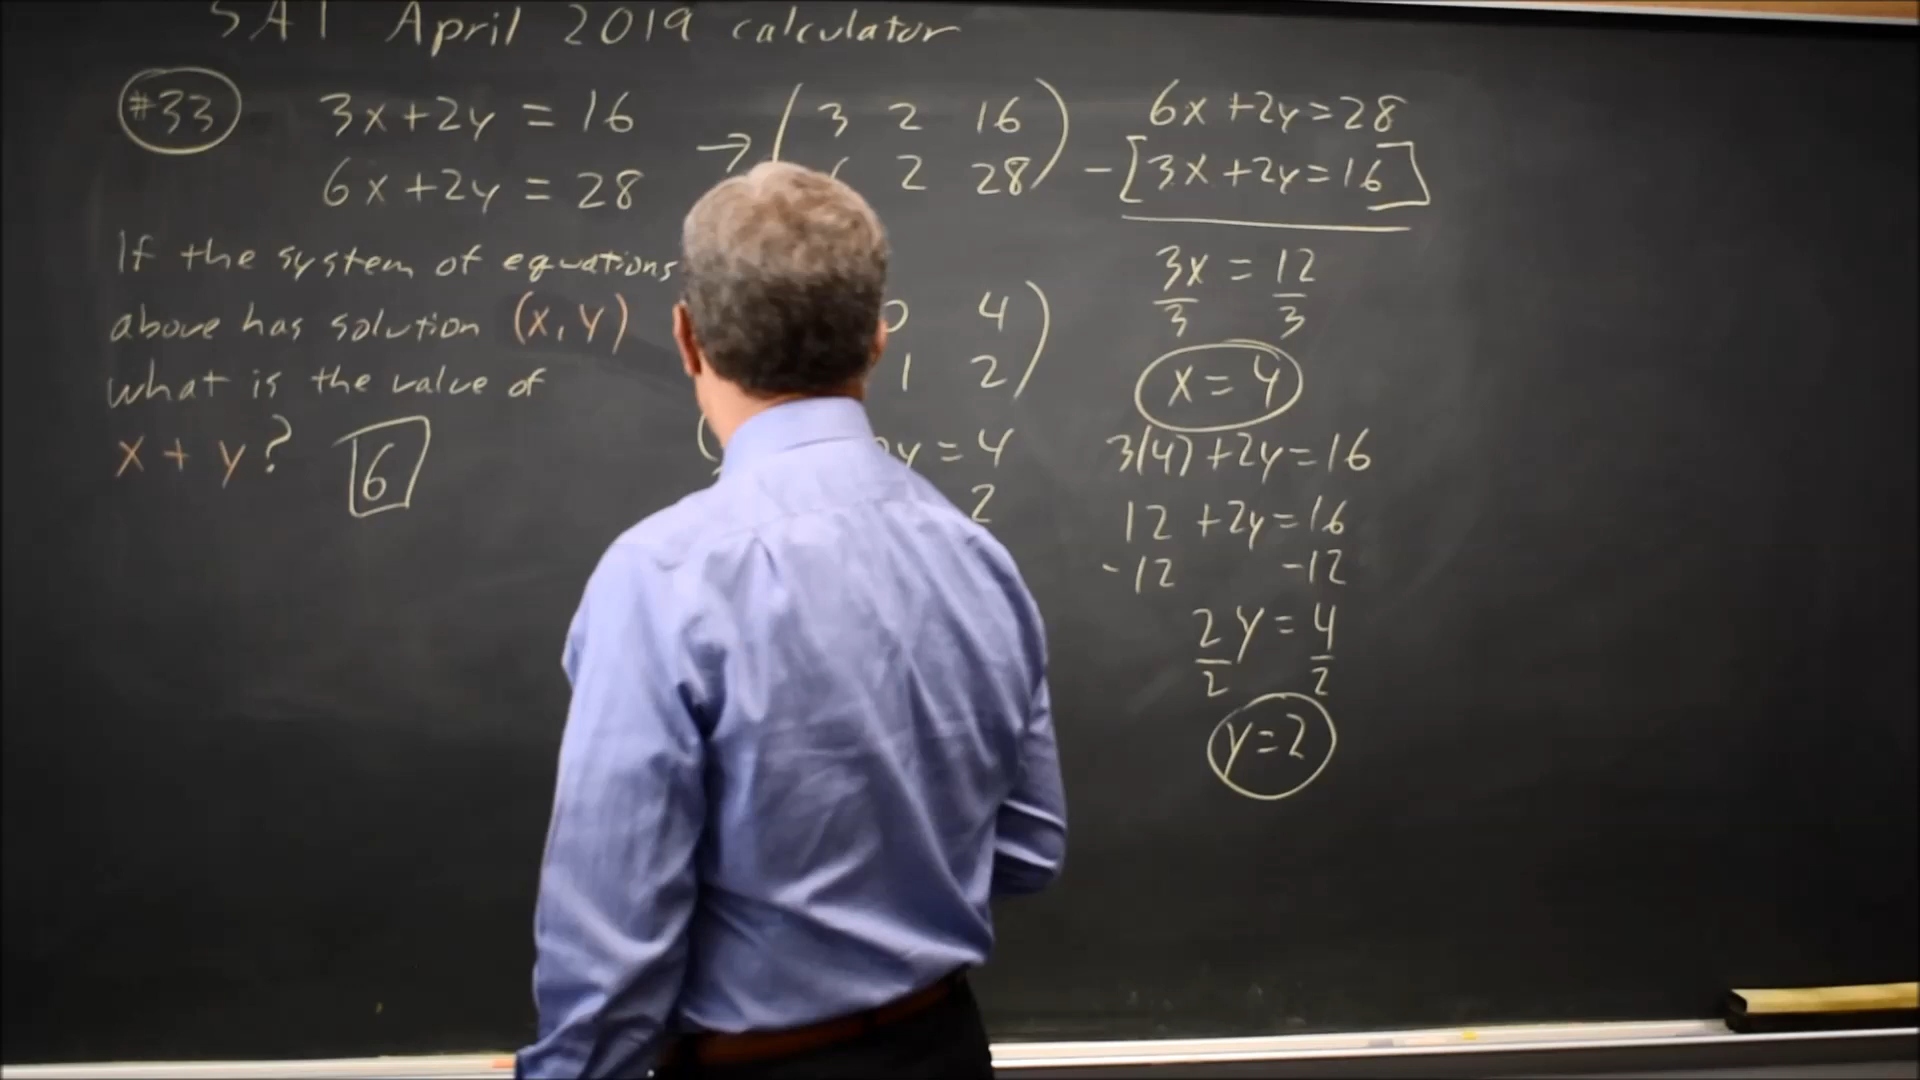 SAT April 2019 calculator
#33
3x+2y = 16
6x+2y = 28
If the system of equations
above has solution (x, y)
what is the value of
x + y? 6
→ ( 3 2 16 )
2 28 )
0 4 )
1 2 )
y = 4
2
6x+2y=28
-[3x+2y=16]
3x = 12
3 3
x = 4
3(4)+2y=16
12 +2y=16
-12 -12
2y = 4
2 2
y=2